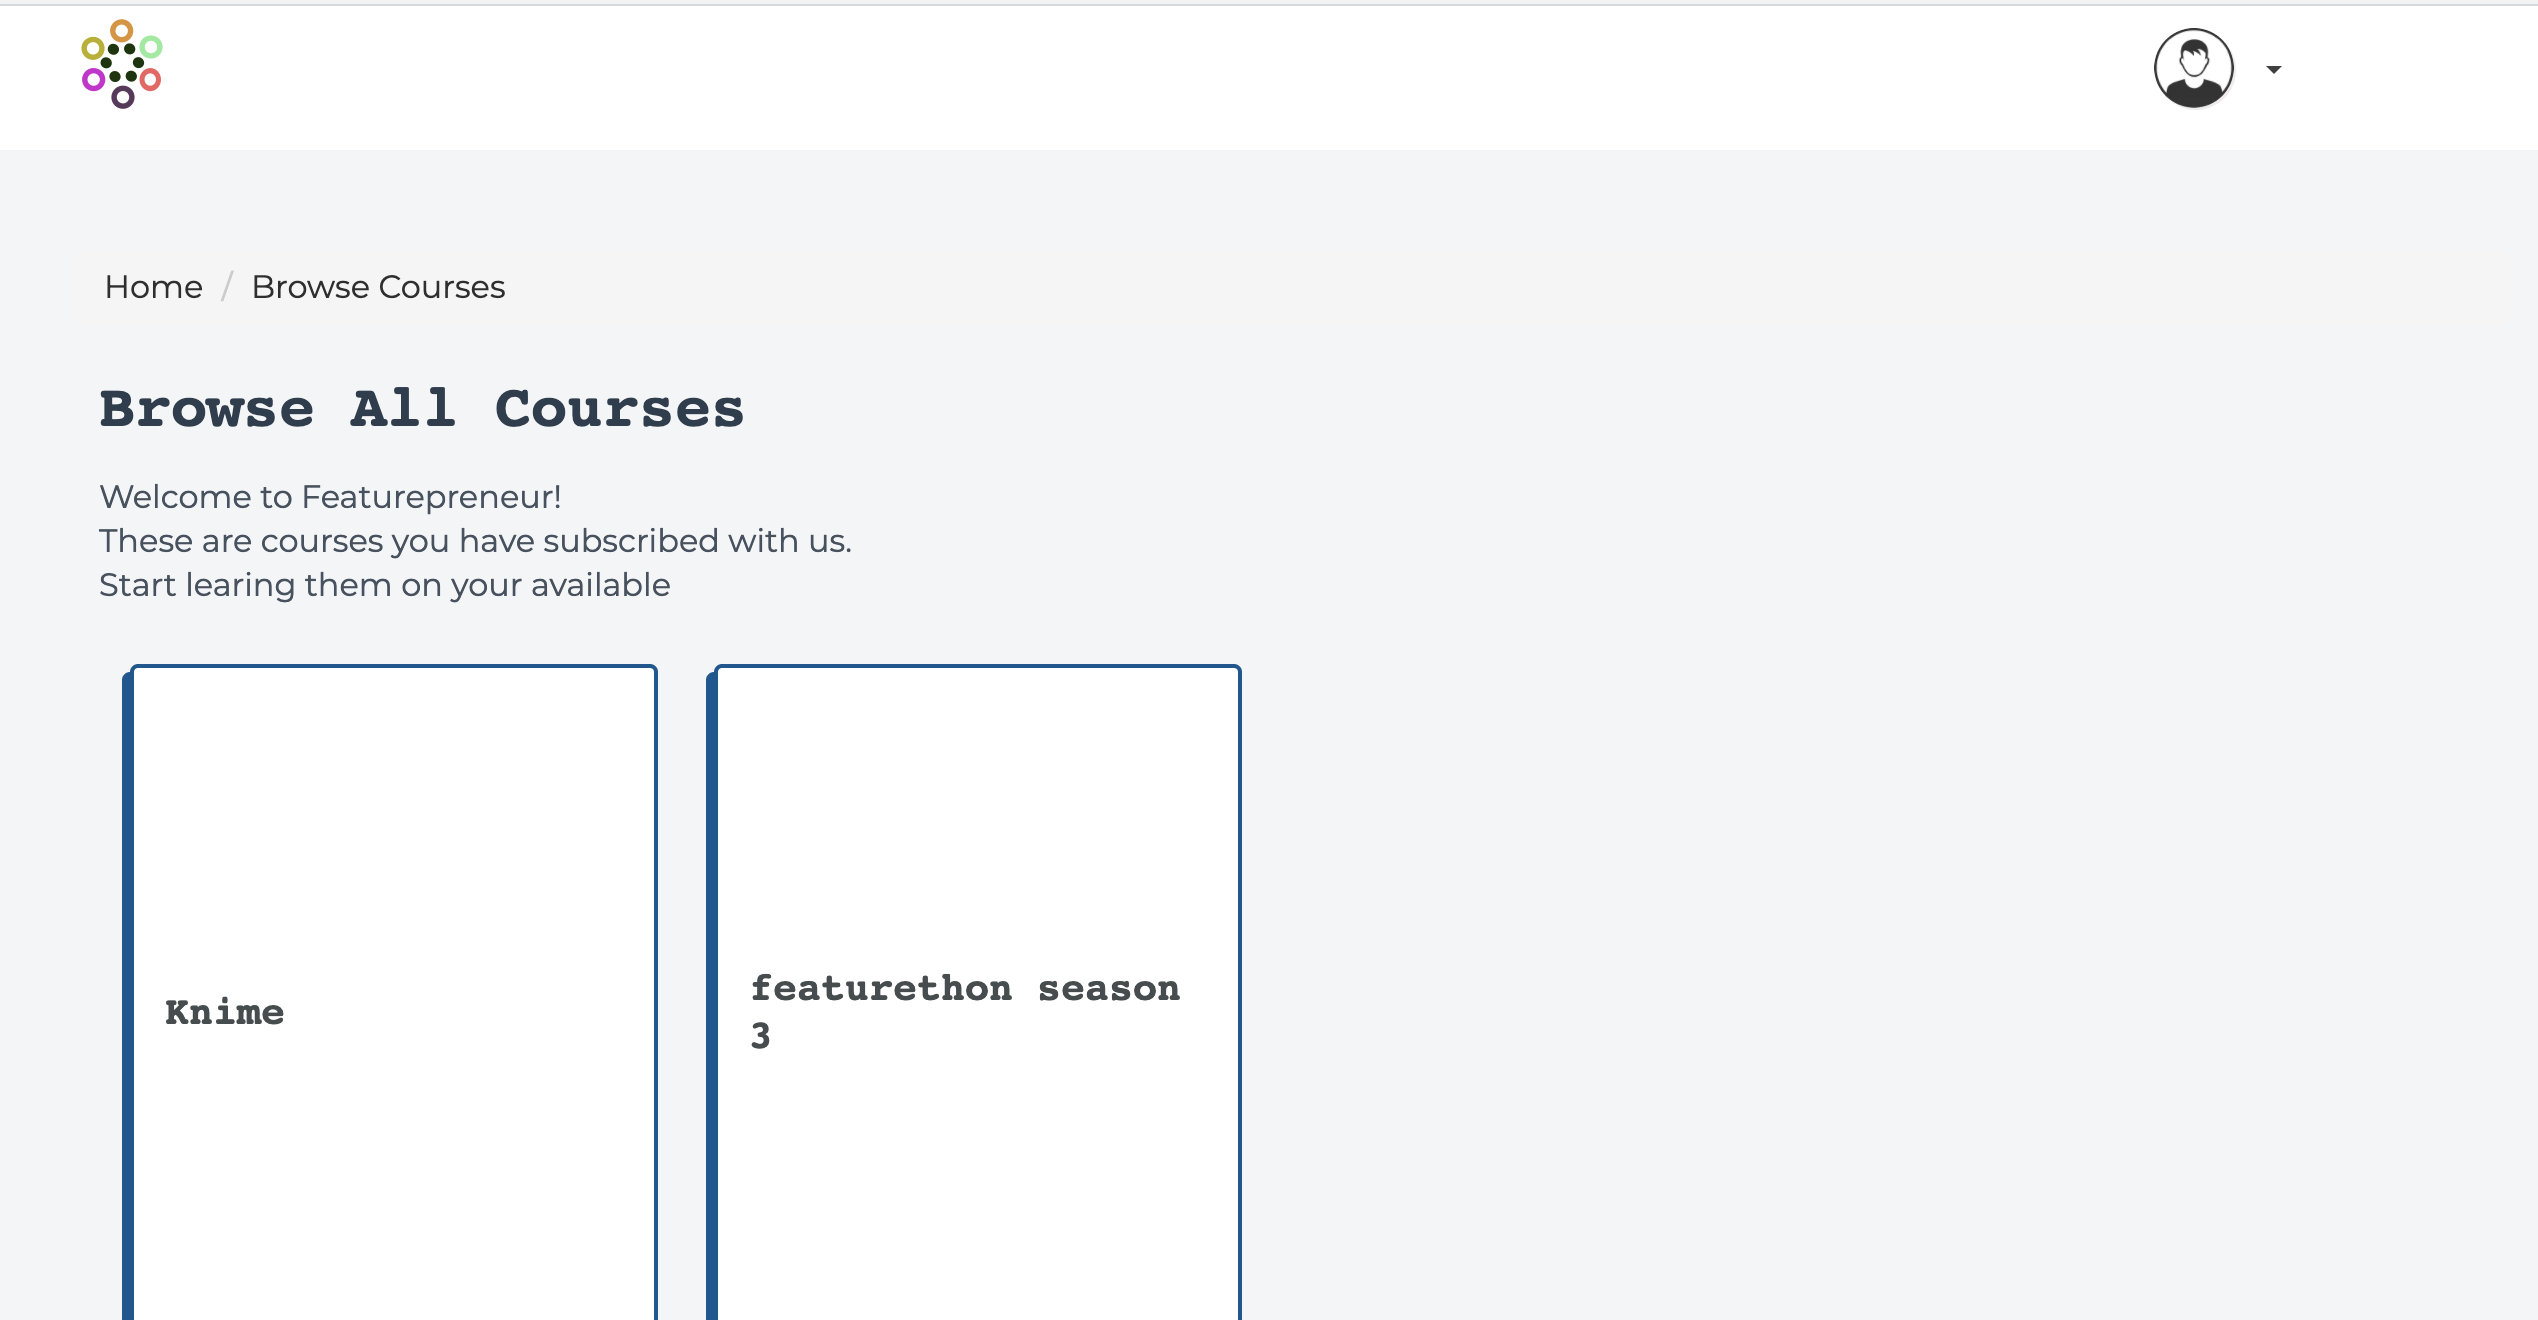 Home / Browse Courses
Browse All Courses
Welcome to Featurepreneur!
These are courses you have subscribed with us.
Start learing them on your available
Knime
featurethon season
3